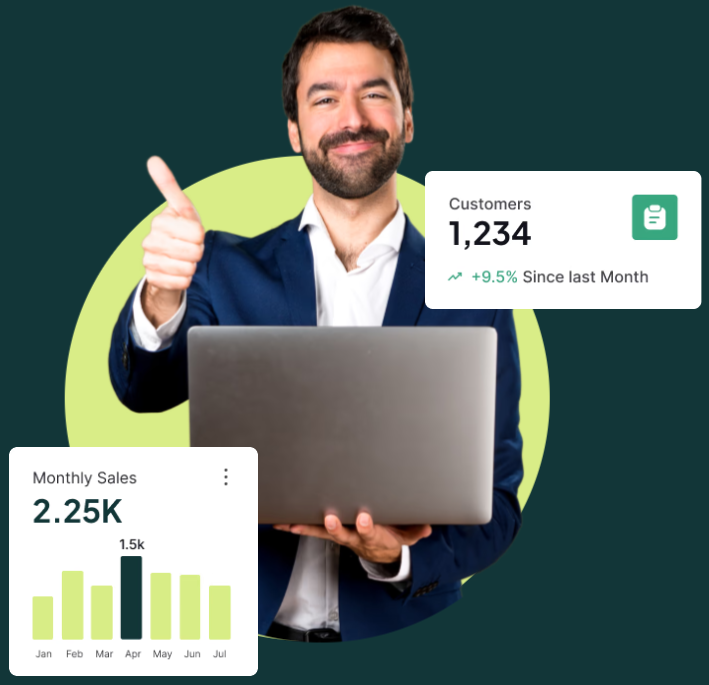 Customers
1,234
+9.5% Since last Month
Monthly Sales
2.25K
1.5k
Jan Feb Mar Apr May Jun Jul